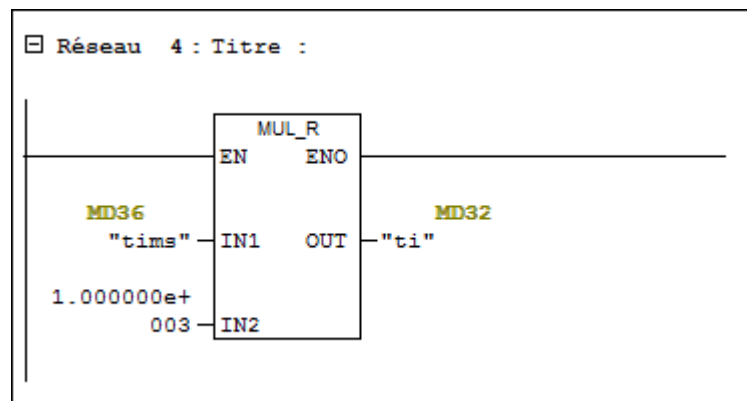 Réseau 4 : Titre :
MUL_R
EN ENO
MD36 MD32
"tims" IN1 OUT "ti"
1.000000e+
003 IN2